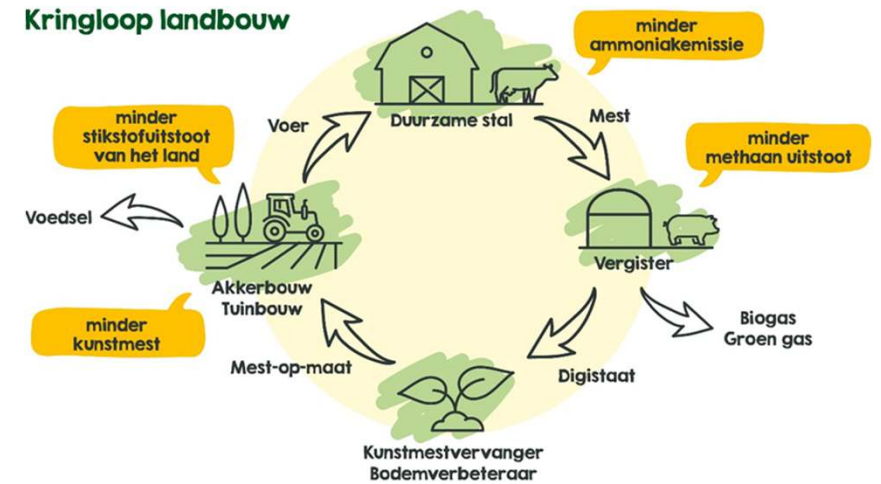 Kringloop landbouw
minder
ammoniakemissie
Duurzame stal
Mest
minder
methaan uitstoot
Vergister
Biogas
Groen gas
Digistaat
Kunstmestvervanger
Bodemverbeteraar
Mest-op-maat
minder
kunstmest
Akkerbouw
Tuinbouw
Voedsel
minder
stikstofuitstoot
van het land
Voer